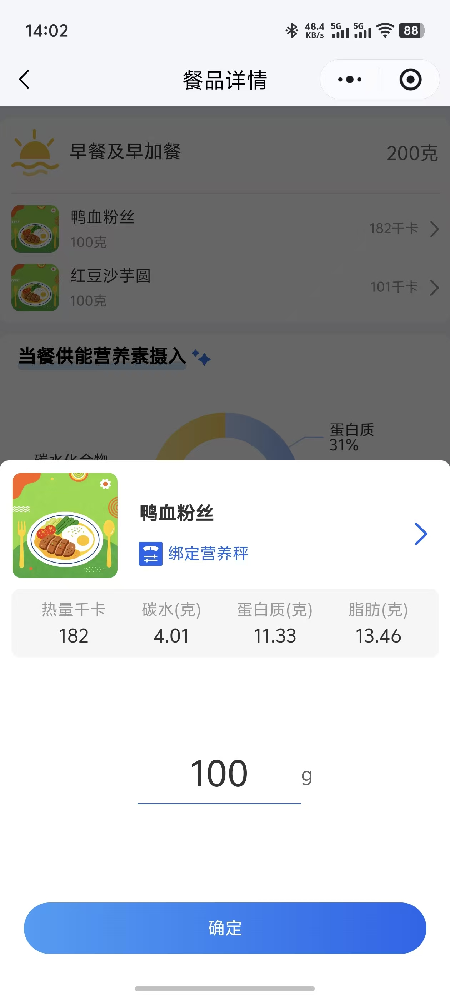 14:02
48.4 KB/s
5G
5G
88
餐品详情
早餐及早加餐
200克
鸭血粉丝
100克
182千卡
红豆沙芋圆
100克
101千卡
当餐供能营养素摄入
蛋白质
31%
碳水化合物
鸭血粉丝
绑定营养秤
热量千卡 碳水(克) 蛋白质(克) 脂肪(克)
182 4.01 11.33 13.46
100 g
确定